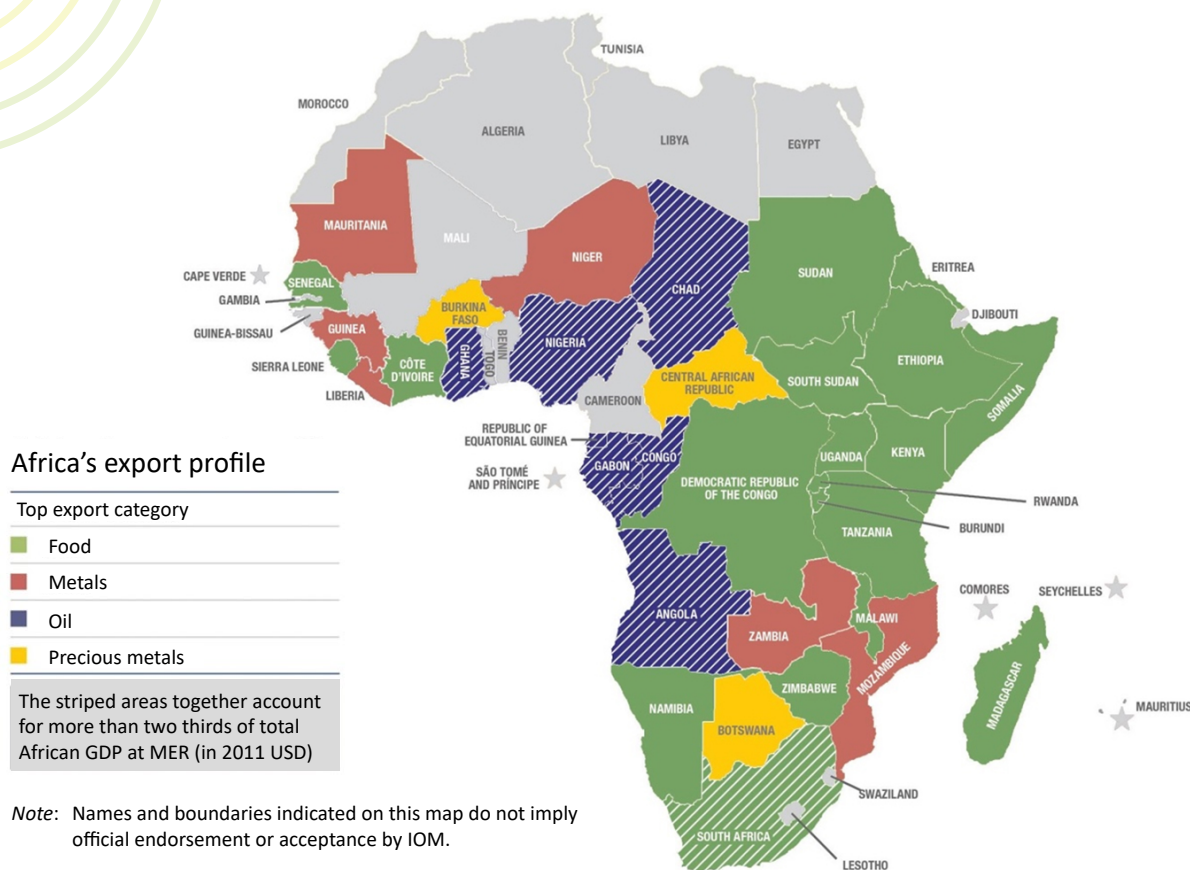 TUNISIA
MOROCCO
ALGERIA
LIBYA
EGYPT
MAURITANIA
MALI
NIGER
CHAD
SUDAN
ERITREA
CAPE VERDE
SENEGAL
GAMBIA
GUINEA-BISSAU
GUINEA
SIERRA LEONE
LIBERIA
CÔTE
D'IVOIRE
BURKINA
FASO
GHANA
TOGO
BENIN
NIGERIA
CAMEROON
CENTRAL AFRICAN
REPUBLIC
SOUTH SUDAN
ETHIOPIA
DJIBOUTI
SOMALIA
REPUBLIC OF
EQUATORIAL GUINEA
SÃO TOMÉ
AND PRÍNCIPE
GABON
CONGO
DEMOCRATIC REPUBLIC
OF THE CONGO
UGANDA
KENYA
RWANDA
BURUNDI
TANZANIA
COMORES
SEYCHELLES
ANGOLA
ZAMBIA
MALAWI
MOZAMBIQUE
ZIMBABWE
NAMIBIA
BOTSWANA
MADAGASCAR
MAURITIUS
SWAZILAND
SOUTH AFRICA
LESOTHO
Africa's export profile
Top export category
Food
Metals
Oil
Precious metals
The striped areas together account
for more than two thirds of total
African GDP at MER (in 2011 USD)
Note: Names and boundaries indicated on this map do not imply
official endorsement or acceptance by IOM.